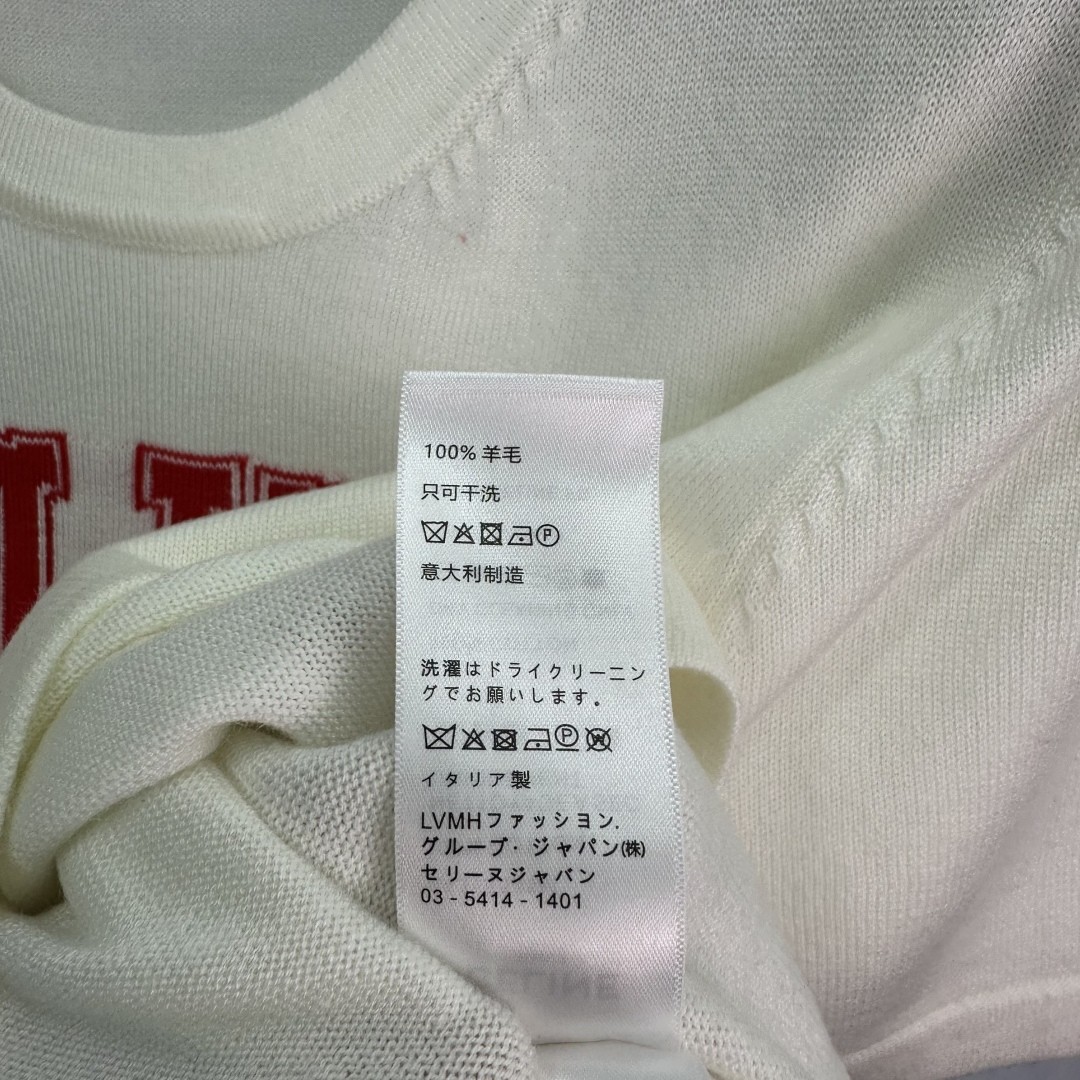 100% 羊毛
只可干洗
P
意大利制造
洗濯はドライクリーニン
グでお願いします。
P W
イタリア製
LVMHファッション.
グループ・ジャパン(株)
セリーヌジャパン
03 - 5414 - 1401